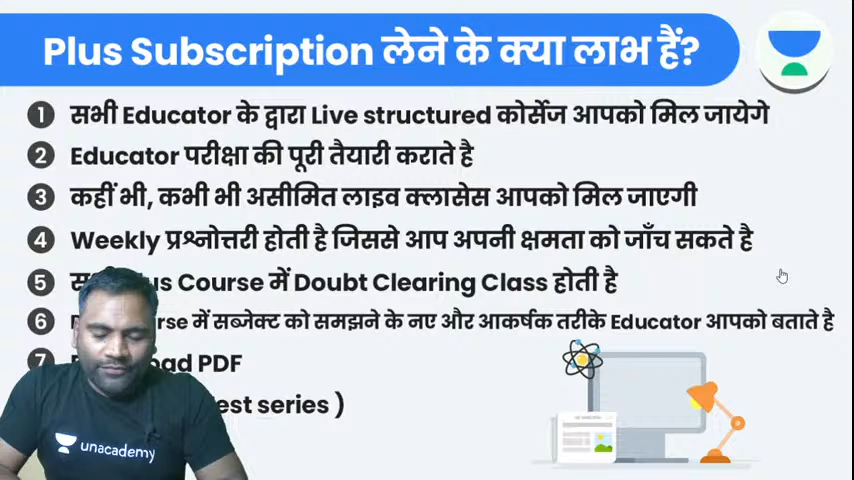 Plus Subscription लेने के क्या लाभ हैं?
1 सभी Educator के द्वारा Live structured कोर्सेज आपको मिल जायेगे
2 Educator परीक्षा की पूरी तैयारी कराते है
3 कहीं भी, कभी भी असीमित लाइव क्लासेस आपको मिल जाएगी
4 Weekly प्रश्नोत्तरी होती है जिससे आप अपनी क्षमता को जाँच सकते है
5 Course में Doubt Clearing Class होती है
6 में सब्जेक्ट को समझने के नए और आकर्षक तरीके Educator आपको बताते है
7 PDF
series )
unacademy